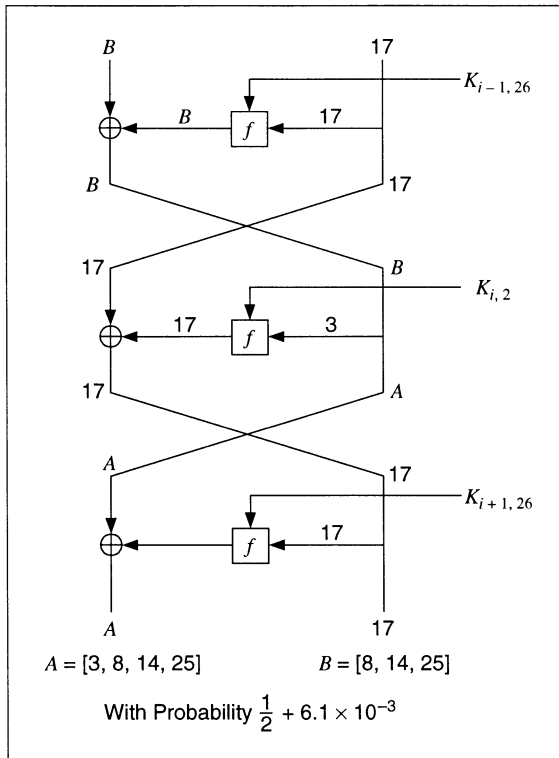 B 17
K_{i-1, 26}
B f 17
B 17
17 B
K_{i, 2}
17 f 3
17 A
A 17
K_{i+1, 26}
f 17
A 17
A = [3, 8, 14, 25] B = [8, 14, 25]
With Probability 1/2 + 6.1 × 10^{-3}